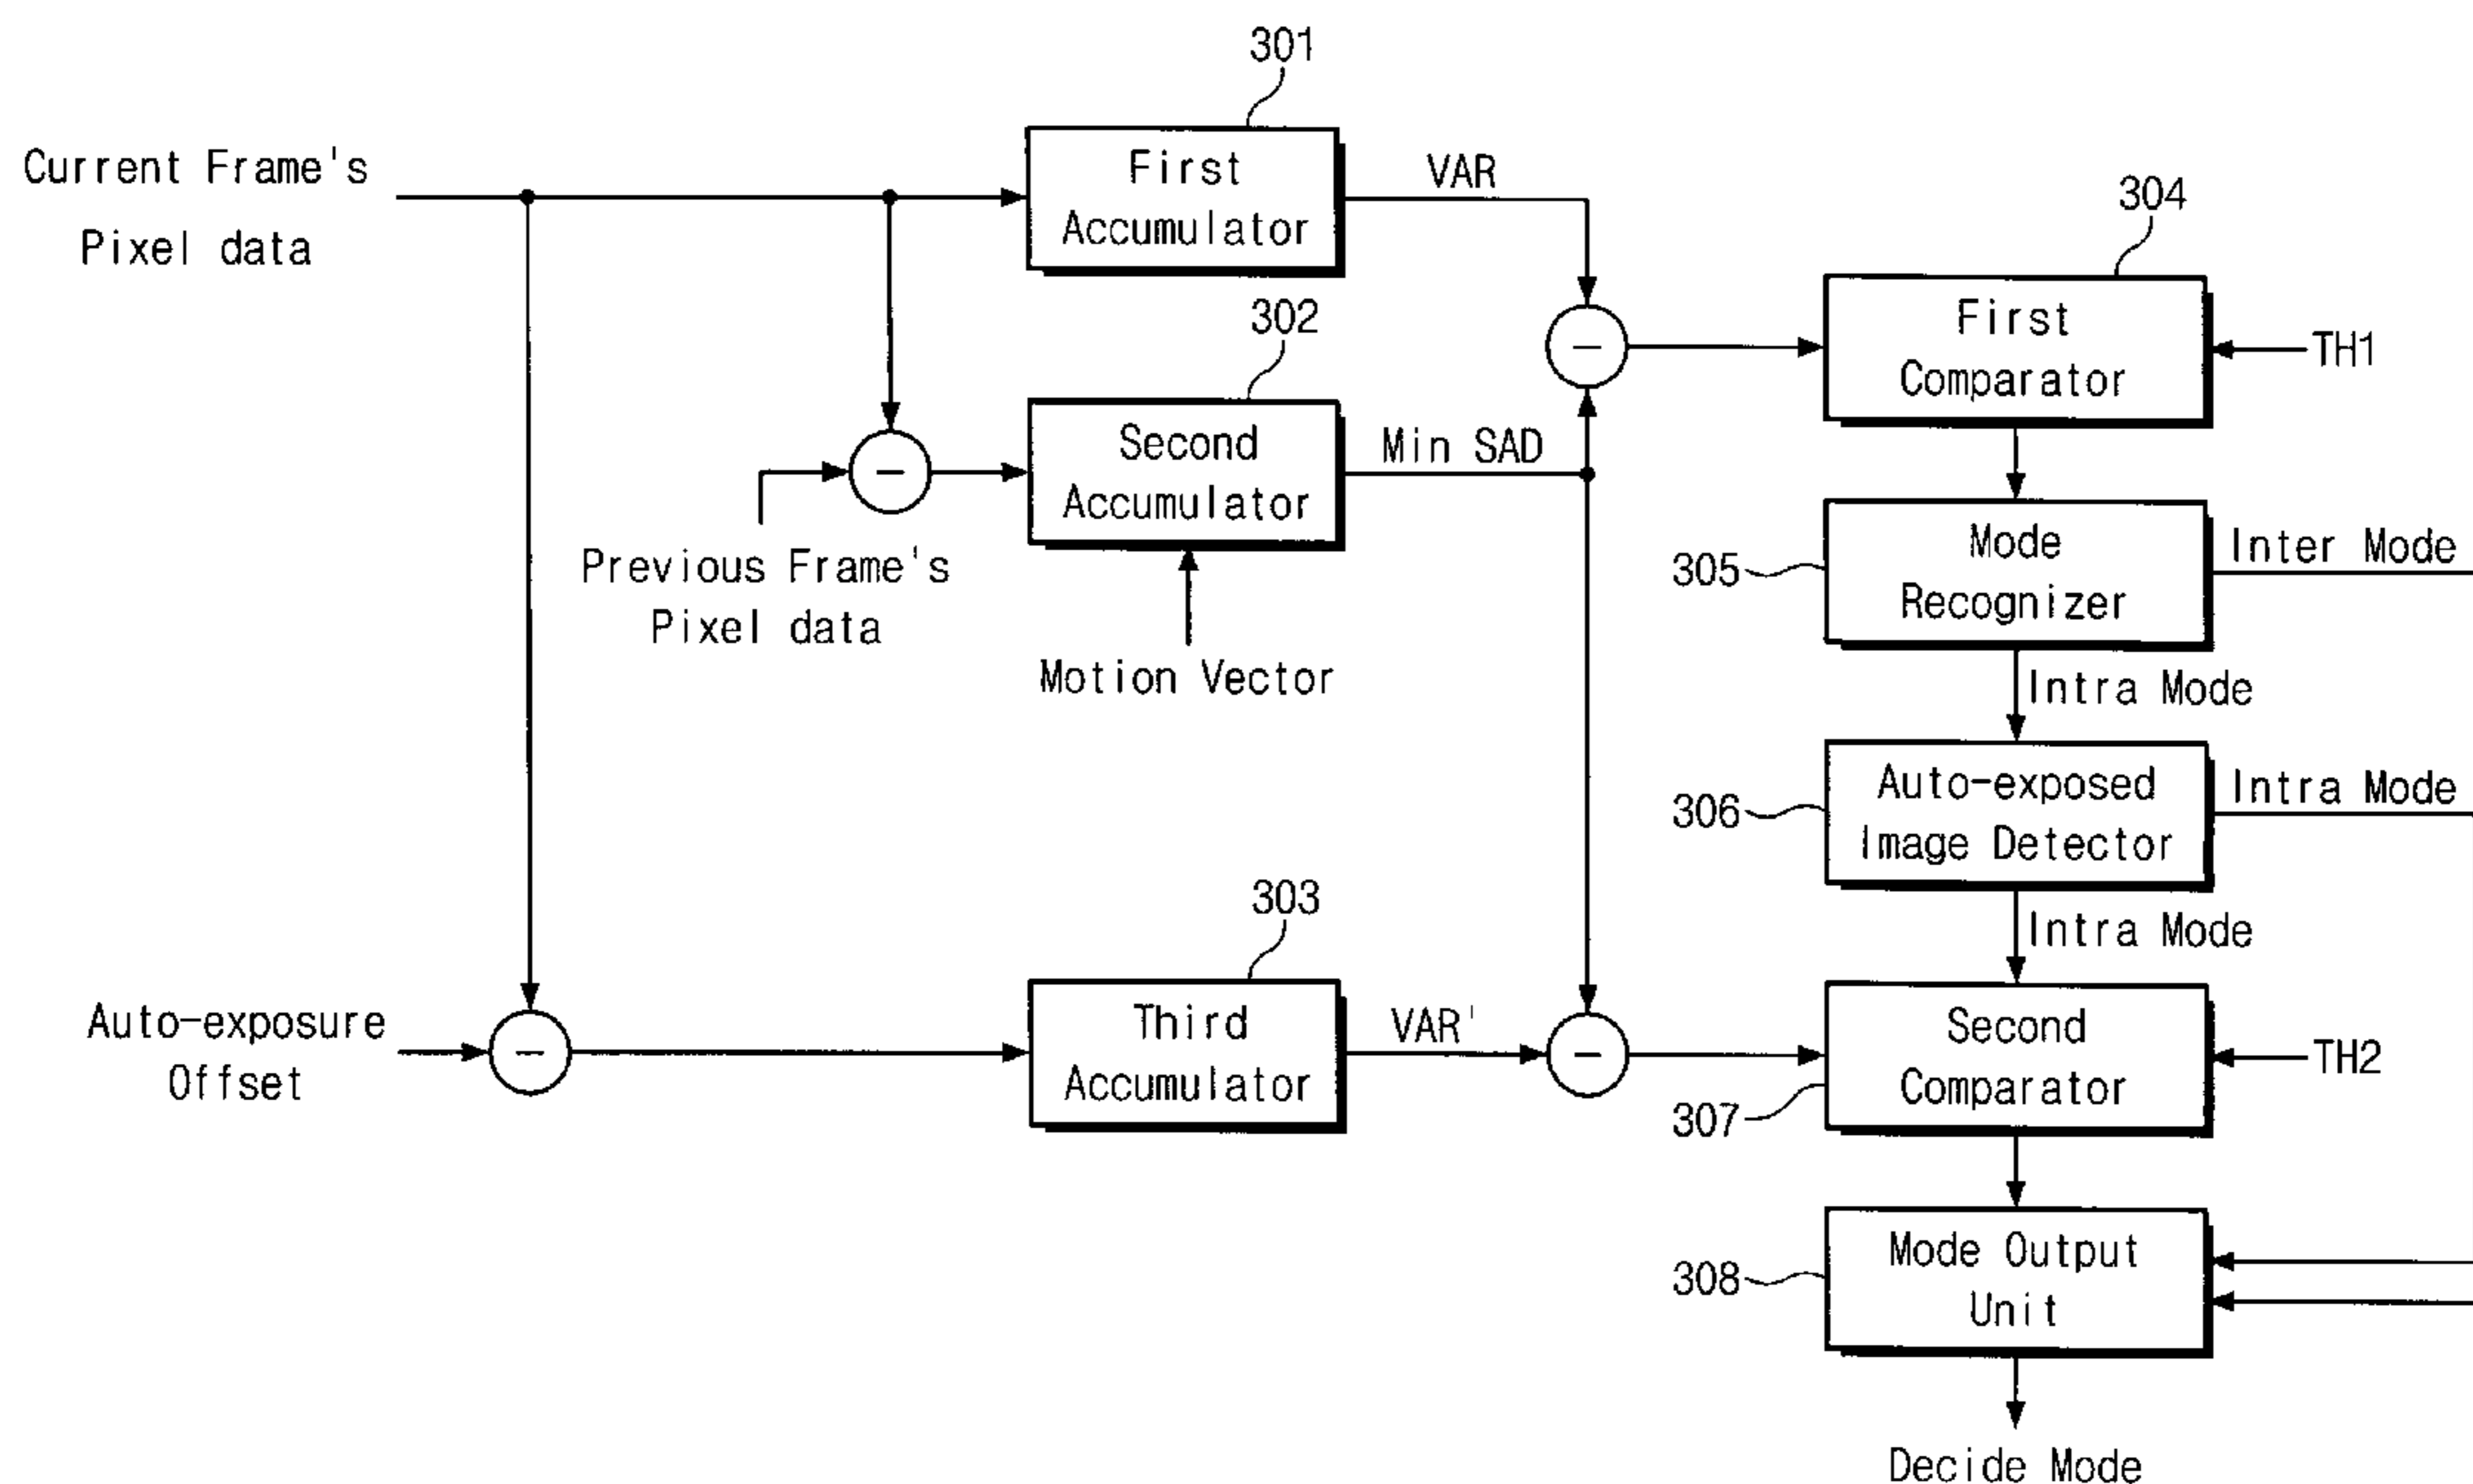 301
Current Frame's
Pixel data
First
Accumulator
VAR
304
First
Comparator
TH1
302
Second
Accumulator
Min SAD
Previous Frame's
Pixel data
Motion Vector
305
Mode
Recognizer
Inter Mode
Intra Mode
306
Auto-exposed
Image Detector
Intra Mode
Intra Mode
303
Auto-exposure
Offset
Third
Accumulator
VAR'
307
Second
Comparator
TH2
308
Mode Output
Unit
Decide Mode
-
-
-
-